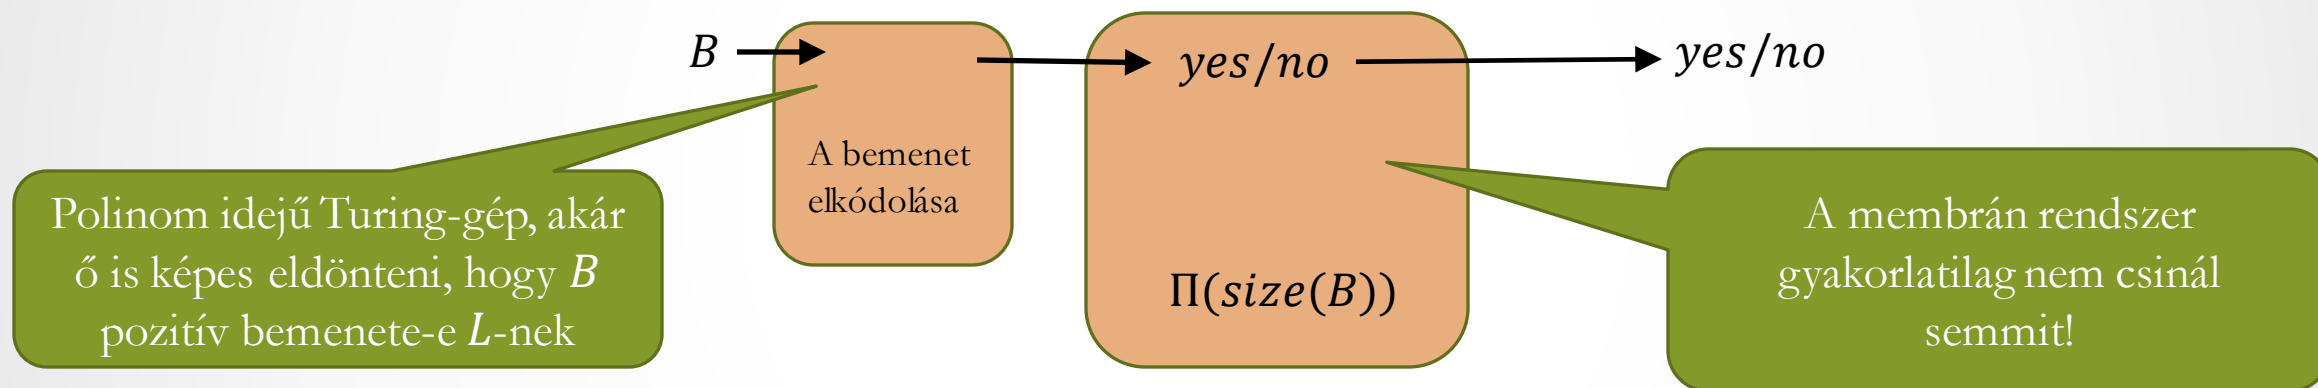 B
yes/no
yes/no
A bemenet
elkódolása
Π(size(B))
Polinom idejű Turing-gép, akár
ő is képes eldönteni, hogy B
pozitív bemenete-e L-nek
A membrán rendszer
gyakorlatilag nem csinál
semmit!